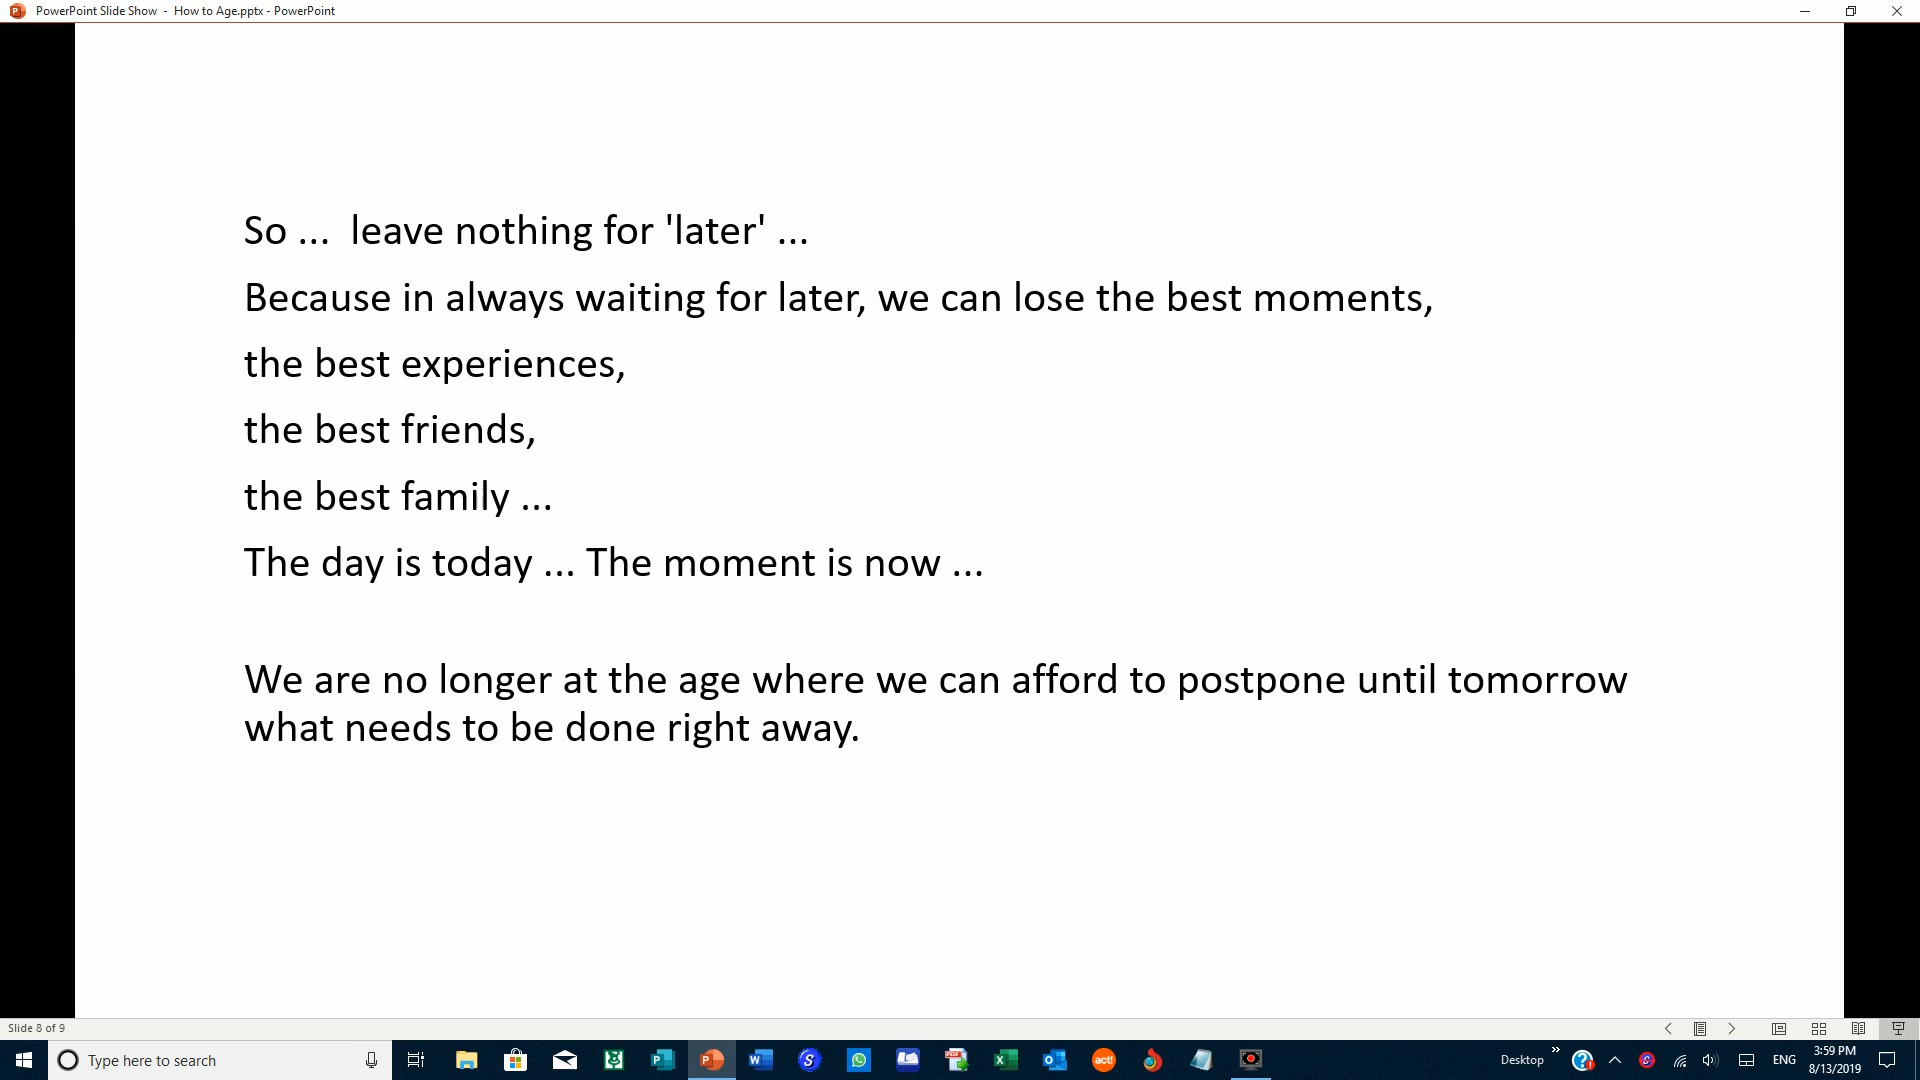 PowerPoint Slide Show - How to Age.pptx - PowerPoint
So ...  leave nothing for 'later' ...
Because in always waiting for later, we can lose the best moments,
the best experiences,
the best friends,
the best family ...
The day is today ... The moment is now ...
We are no longer at the age where we can afford to postpone until tomorrow
what needs to be done right away.
Slide 8 of 9
Type here to search
act!
Desktop
ENG
3:59 PM
8/13/2019